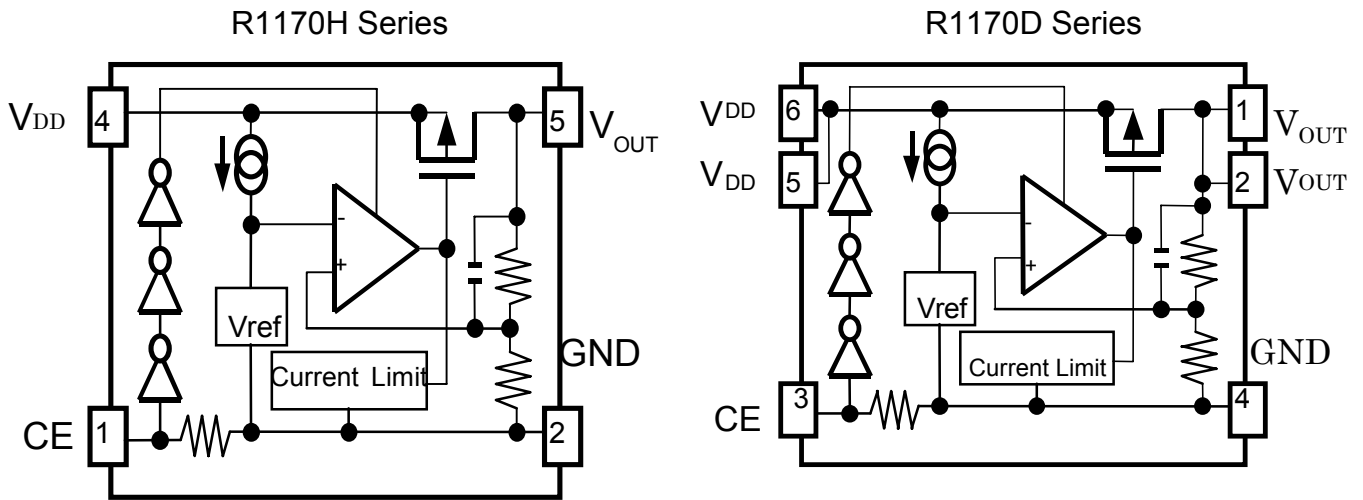 R1170H Series
VDD
4
5
VOUT
-
+
Vref
Current Limit
GND
CE
1
2
R1170D Series
VDD
6
1
VOUT
VDD
5
2
VOUT
-
+
Vref
Current Limit
GND
CE
3
4